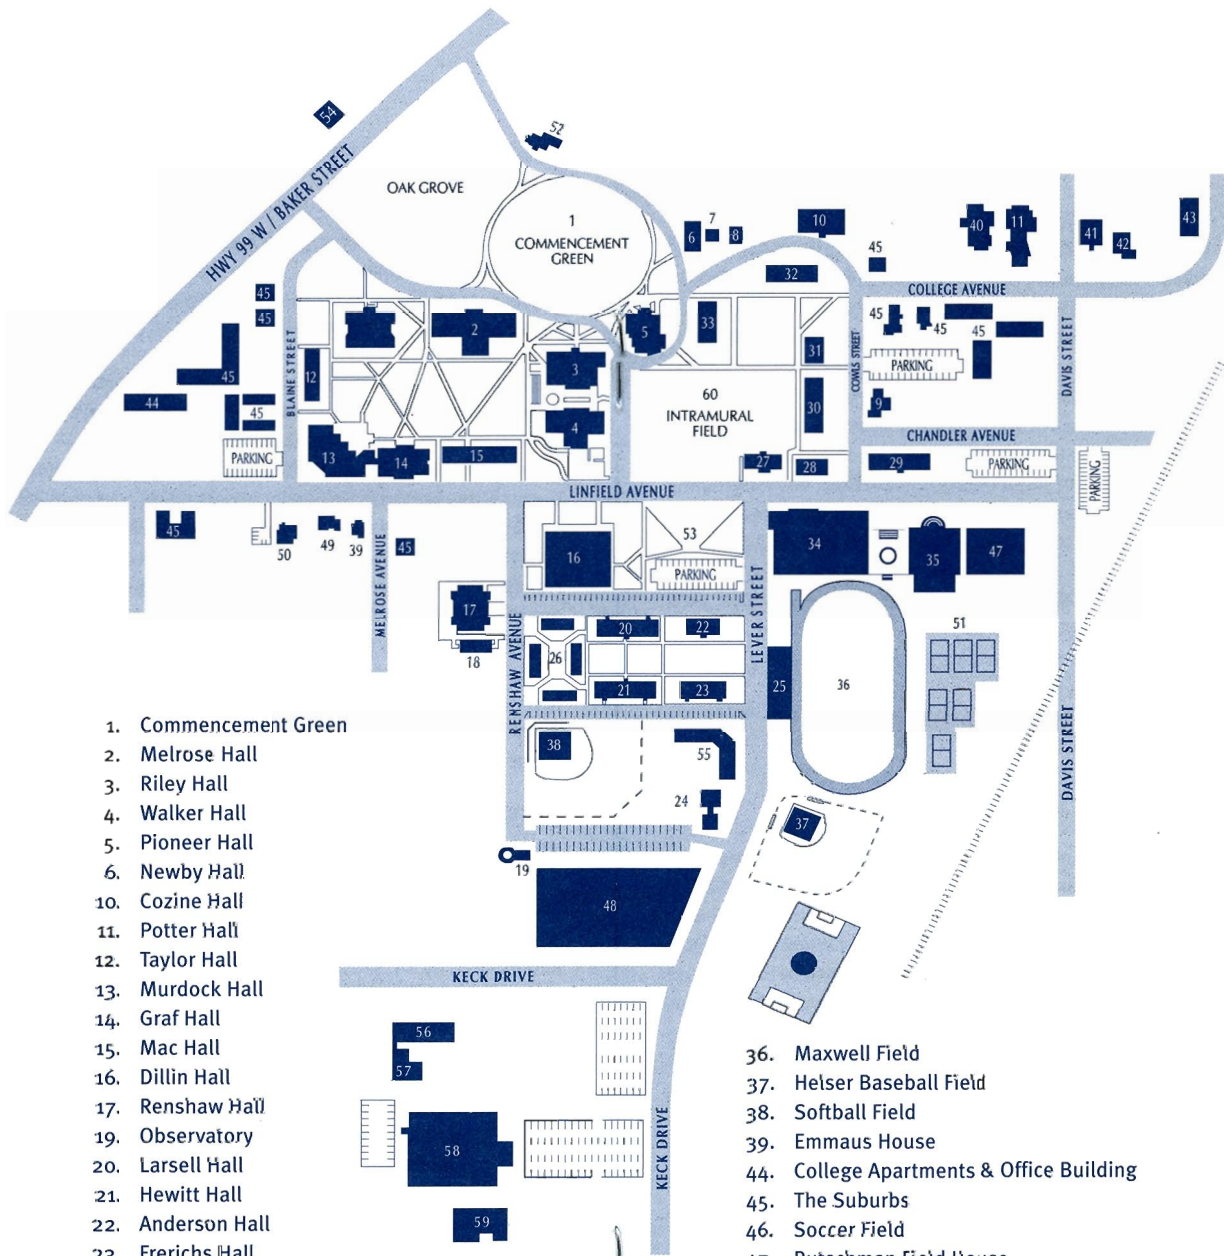 54
52
HWY 99 W / BAKER STREET
OAK GROVE
1
COMMENCEMENT
GREEN
6
7
8
10
32
45
40
11
41
42
43
COLLEGE AVENUE
45
45
45
BLAINE STREET
2
5
33
31
COWLS STREET
45
45
45
DAVIS STREET
PARKING
3
12
44
45
60
INTRAMURAL
FIELD
30
9
4
CHANDLER AVENUE
PARKING
13
14
15
27
28
29
PARKING
PARKING
LINFIELD AVENUE
45
50
49
39
45
MELROSE AVENUE
16
53
PARKING
34
35
47
LEVER STREET
17
18
RENSHAW AVENUE
20
22
26
21
23
25
36
51
38
55
24
37
DAVIS STREET
19
48
KECK DRIVE
56
57
58
59
KECK DRIVE
1. Commencement Green
2. Melrose Hall
3. Riley Hall
4. Walker Hall
5. Pioneer Hall
6. Newby Hall
10. Cozine Hall
11. Potter Hall
12. Taylor Hall
13. Murdock Hall
14. Graf Hall
15. Mac Hall
16. Dillin Hall
17. Renshaw Hall
19. Observatory
20. Larsell Hall
21. Hewitt Hall
22. Anderson Hall
23. Frerichs Hall
36. Maxwell Field
37. Helser Baseball Field
38. Softball Field
39. Emmaus House
44. College Apartments & Office Building
45. The Suburbs
46. Soccer Field
47. Rutschman Field House